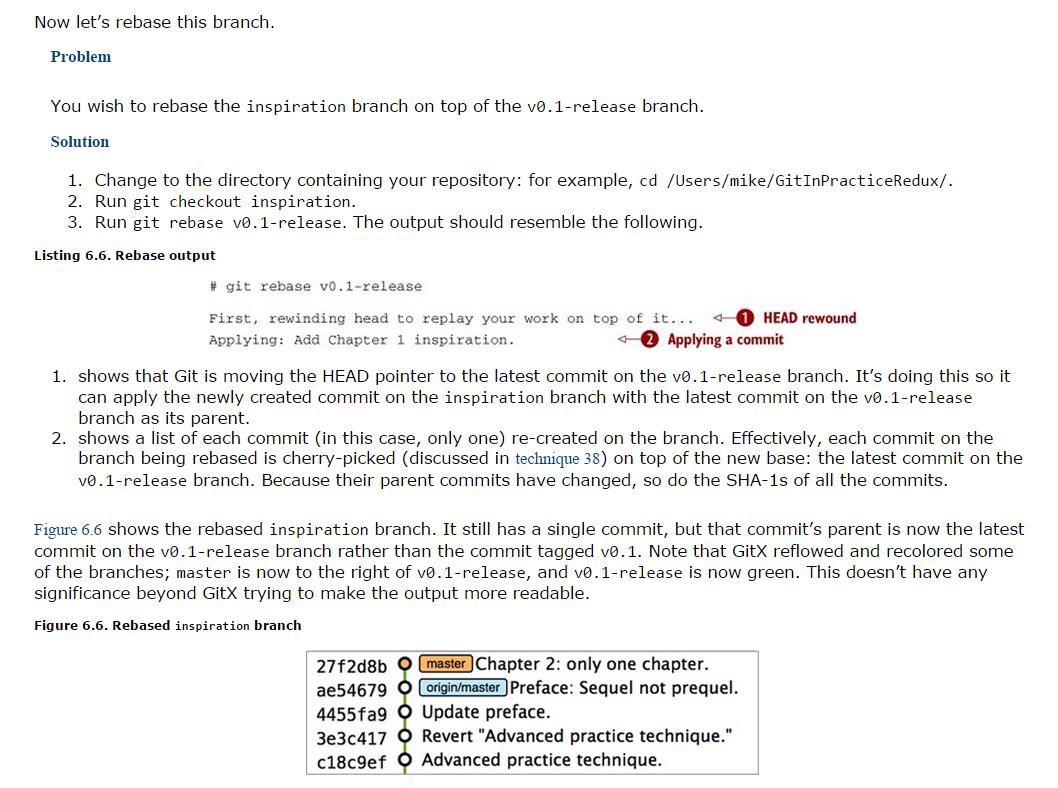 Now let’s rebase this branch.
Problem
You wish to rebase the inspiration branch on top of the v0.1-release branch.
Solution
1. Change to the directory containing your repository: for example, cd /Users/mike/GitInPracticeRedux/.
2. Run git checkout inspiration.
3. Run git rebase v0.1-release. The output should resemble the following.
Listing 6.6. Rebase output
# git rebase v0.1-release
First, rewinding head to replay your work on top of it... 1 HEAD rewound
Applying: Add Chapter 1 inspiration. 2 Applying a commit
1. shows that Git is moving the HEAD pointer to the latest commit on the v0.1-release branch. It’s doing this so it
can apply the newly created commit on the inspiration branch with the latest commit on the v0.1-release
branch as its parent.
2. shows a list of each commit (in this case, only one) re-created on the branch. Effectively, each commit on the
branch being rebased is cherry-picked (discussed in technique 38) on top of the new base: the latest commit on the
v0.1-release branch. Because their parent commits have changed, so do the SHA-1s of all the commits.
Figure 6.6 shows the rebased inspiration branch. It still has a single commit, but that commit’s parent is now the latest
commit on the v0.1-release branch rather than the commit tagged v0.1. Note that GitX reflowed and recolored some
of the branches; master is now to the right of v0.1-release, and v0.1-release is now green. This doesn’t have any
significance beyond GitX trying to make the output more readable.
Figure 6.6. Rebased inspiration branch
27f2d8b master Chapter 2: only one chapter.
ae54679 origin/master Preface: Sequel not prequel.
4455fa9 Update preface.
3e3c417 Revert "Advanced practice technique."
c18c9ef Advanced practice technique.